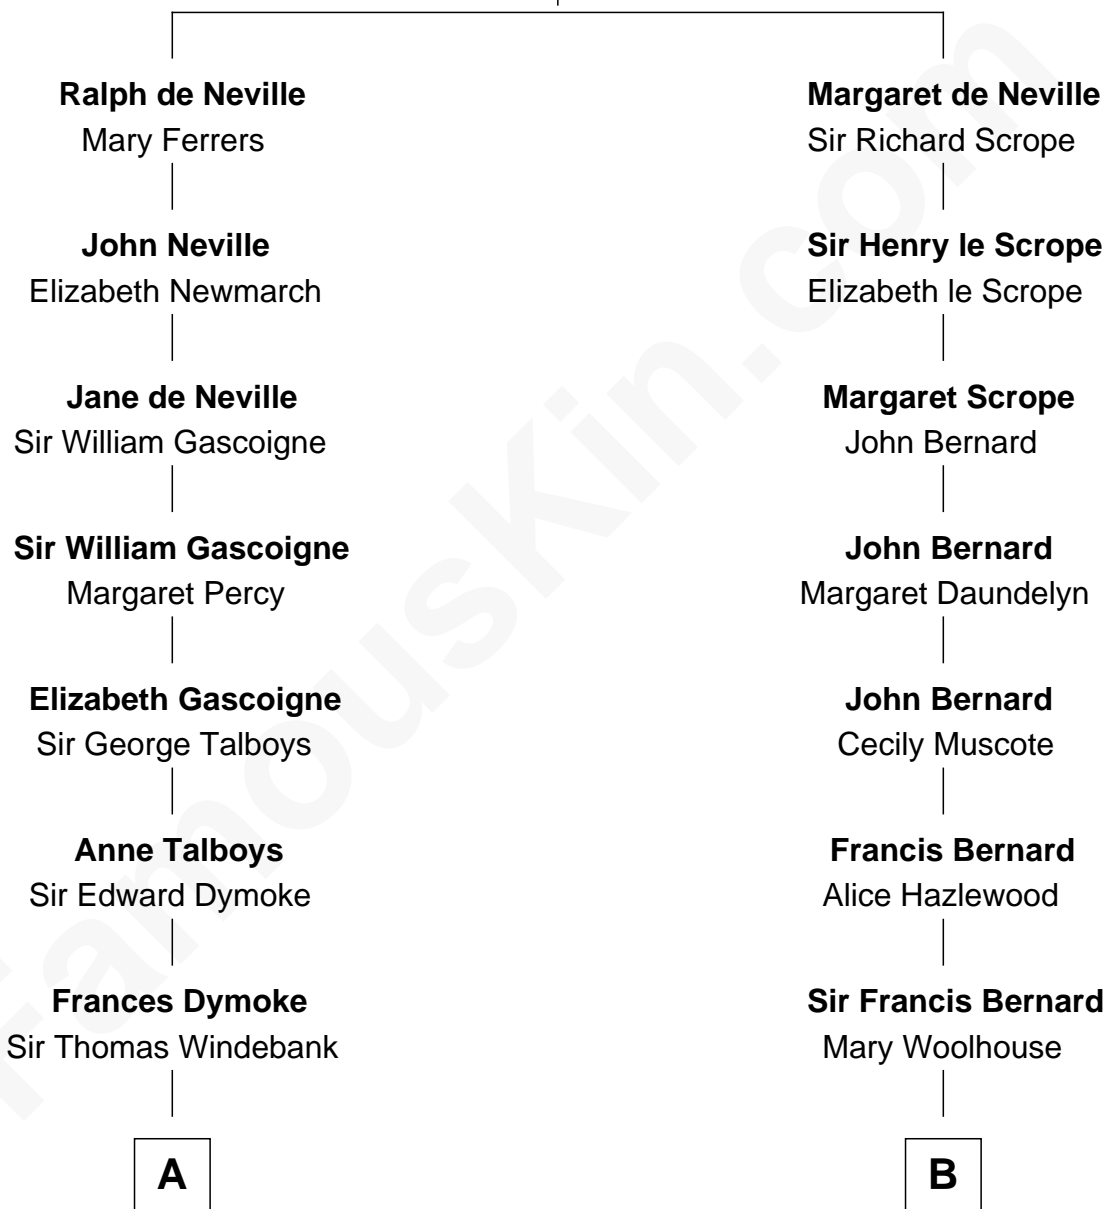 Ralph de Neville
Mary Ferrers
Margaret de Neville
Sir Richard Scrope
John Neville
Elizabeth Newmarch
Sir Henry le Scrope
Elizabeth le Scrope
Jane de Neville
Sir William Gascoigne
Margaret Scrope
John Bernard
Sir William Gascoigne
Margaret Percy
John Bernard
Margaret Daundelyn
Elizabeth Gascoigne
Sir George Talboys
John Bernard
Cecily Muscote
Anne Talboys
Sir Edward Dymoke
Francis Bernard
Alice Hazlewood
Frances Dymoke
Sir Thomas Windebank
Sir Francis Bernard
Mary Woolhouse
A
B
FamousKin.com